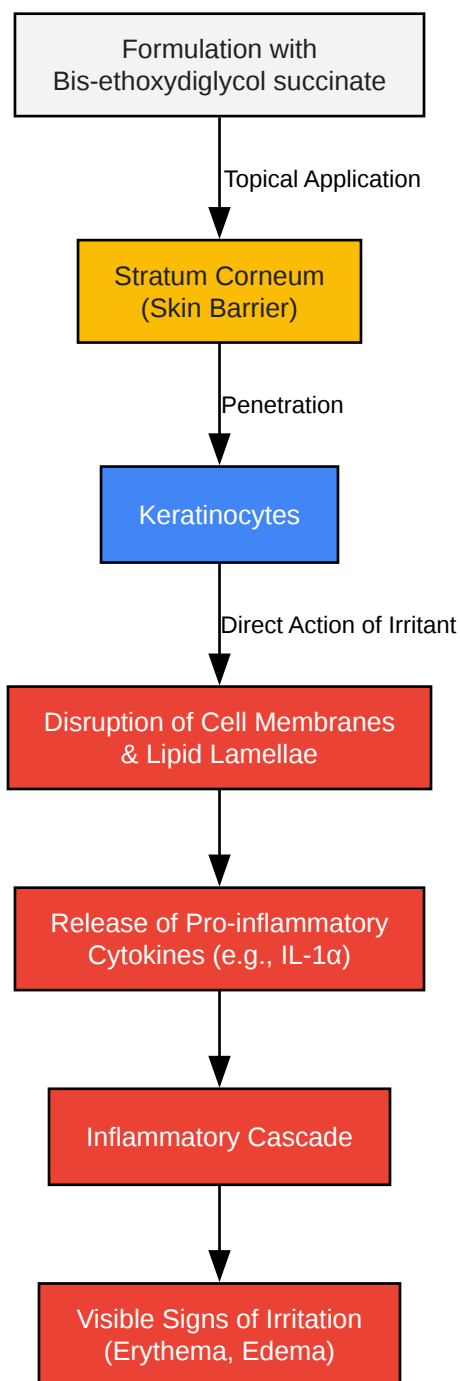 Formulation with
Bis-ethoxydiglycol succinate
Topical Application
Stratum Corneum
(Skin Barrier)
Penetration
Keratinocytes
Direct Action of Irritant
Disruption of Cell Membranes
& Lipid Lamellae
Release of Pro-inflammatory
Cytokines (e.g., IL-1α)
Inflammatory Cascade
Visible Signs of Irritation
(Erythema, Edema)